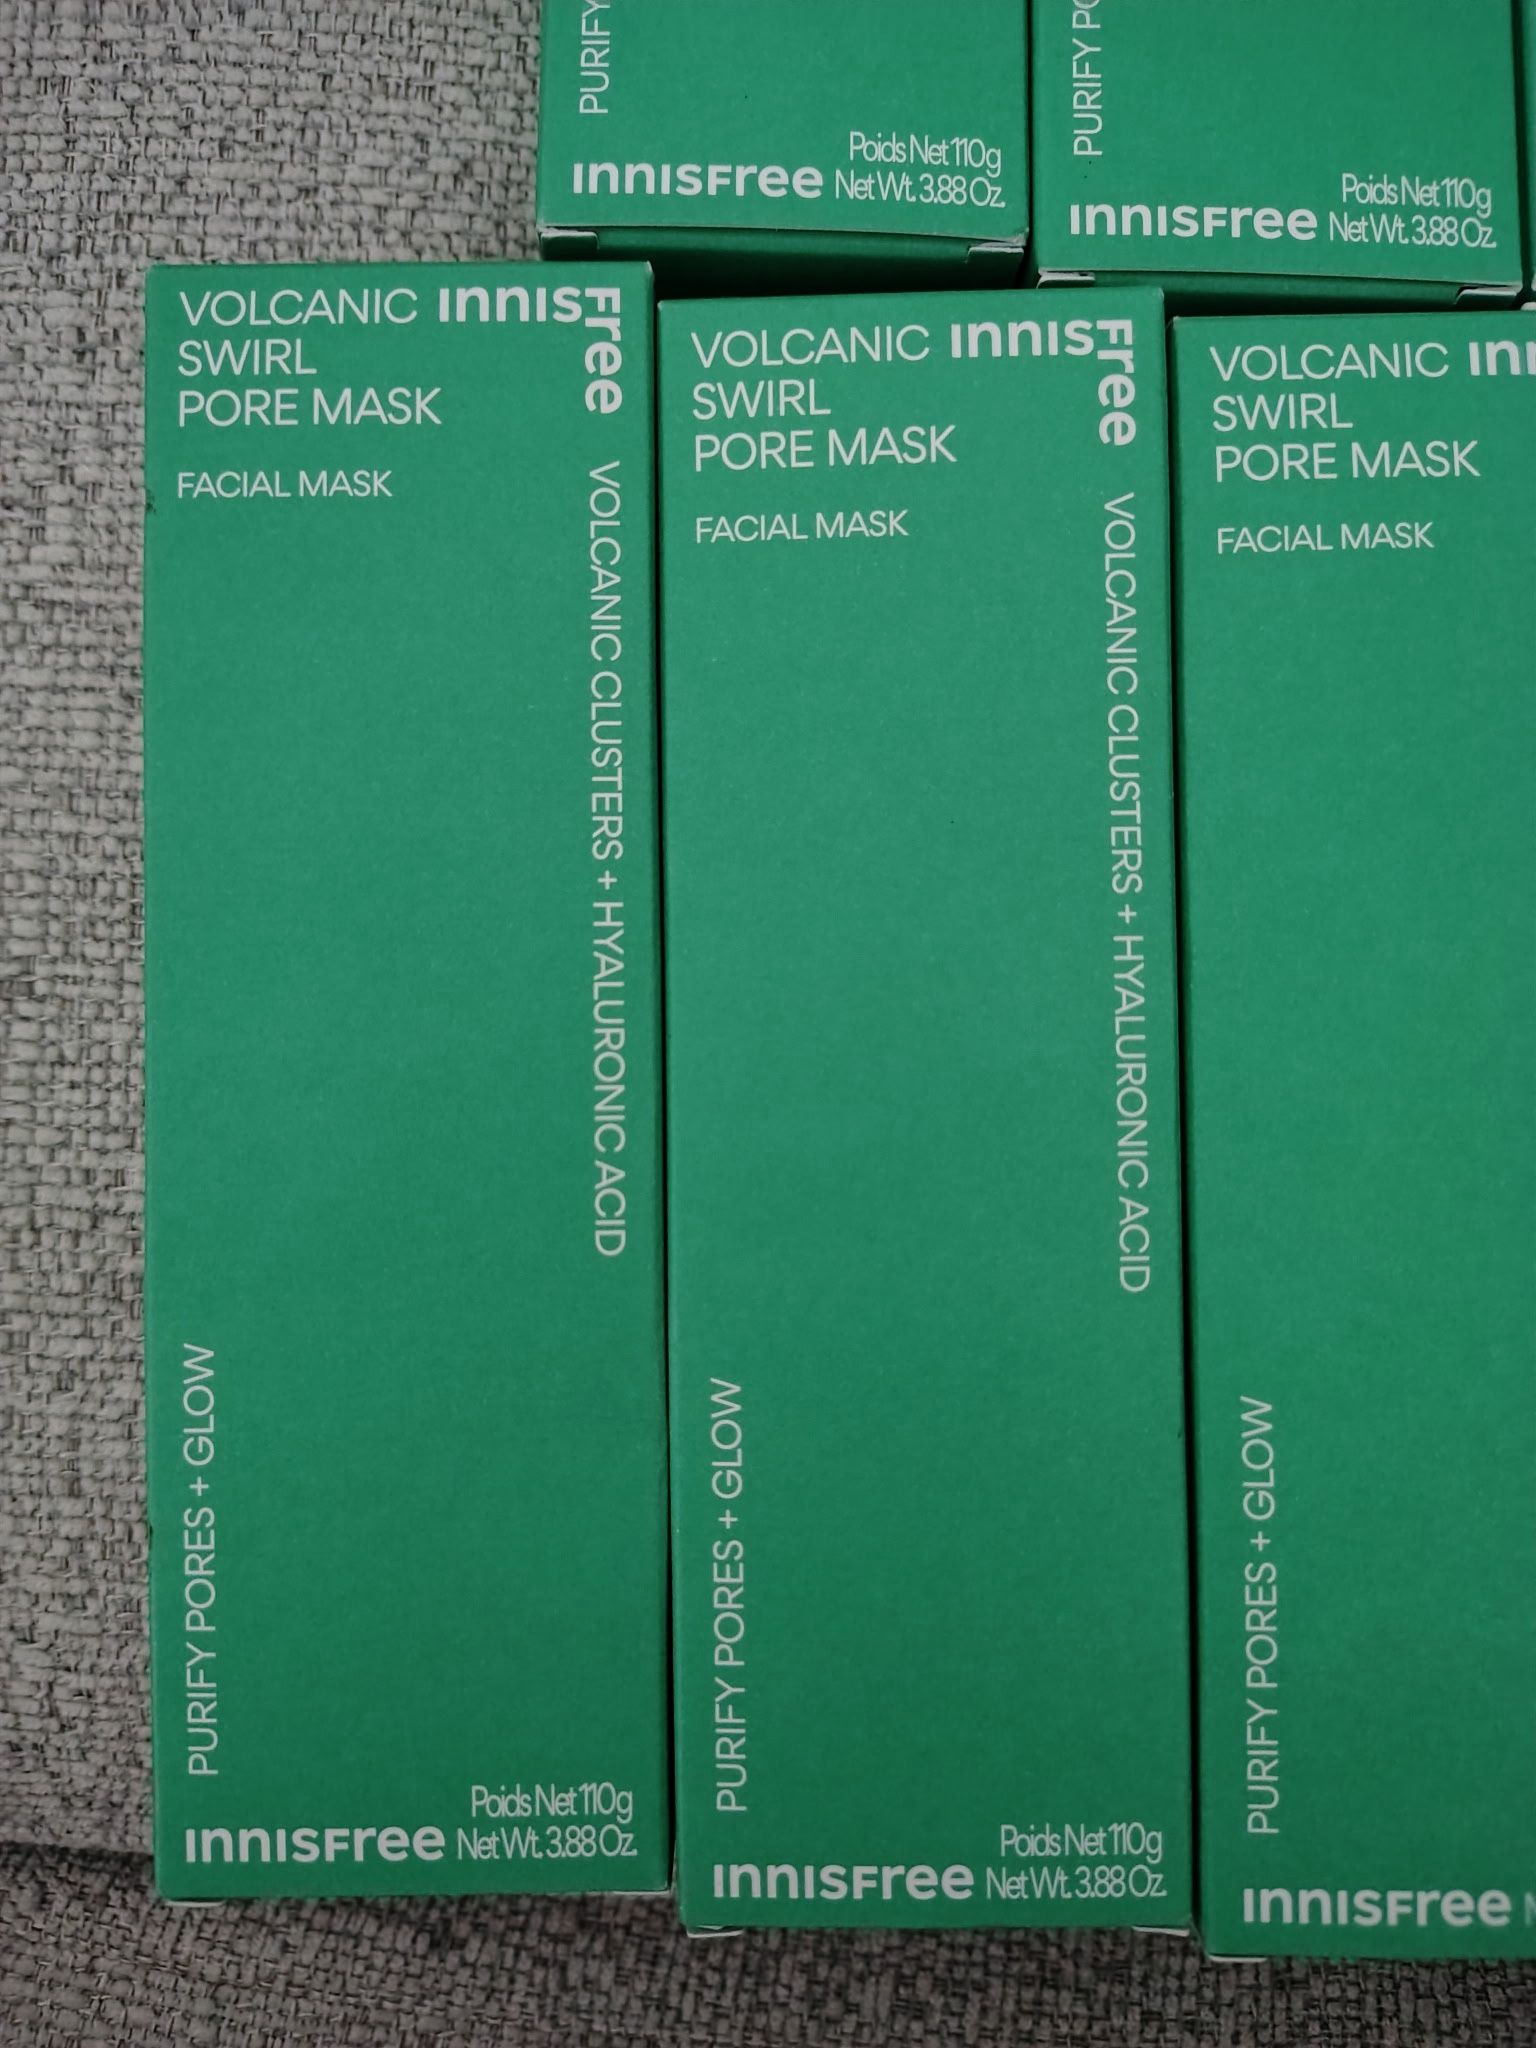 PURIFY
Poids Net 110g
INNISFree Net Wt. 3.88 Oz.
PURIFY
Poids Net 110g
INNISFree Net Wt. 3.88 Oz.
VOLCANIC
SWIRL
PORE MASK
FACIAL MASK
INNISFree
VOLCANIC CLUSTERS + HYALURONIC ACID
PURIFY PORES + GLOW
Poids Net 110g
INNISFree Net Wt. 3.88 Oz.
VOLCANIC
SWIRL
PORE MASK
FACIAL MASK
INNISFree
VOLCANIC CLUSTERS + HYALURONIC ACID
PURIFY PORES + GLOW
Poids Net 110g
INNISFree Net Wt. 3.88 Oz.
VOLCANIC
SWIRL
PORE MASK
FACIAL MASK
PURIFY PORES + GLOW
INNISFree